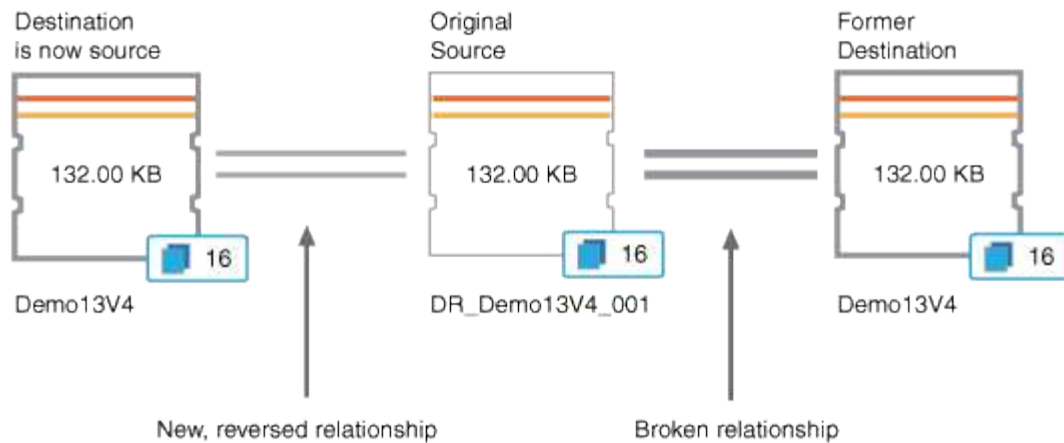 Destination
is now source
Original
Source
Former
Destination
132.00 KB
132.00 KB
132.00 KB
16
16
16
Demo13V4
DR_Demo13V4_001
Demo13V4
New, reversed relationship
Broken relationship